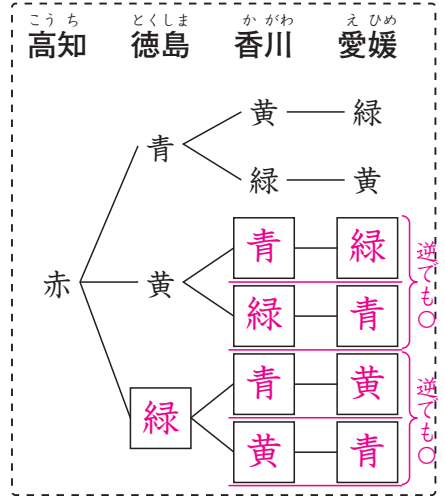 こうち とくしま かがわ えひめ
高知 徳島 香川 愛媛
黄 緑
青
緑 黄
青 緑
逆でも○
赤 黄
緑 青
青 黄
逆でも○
緑
黄 青